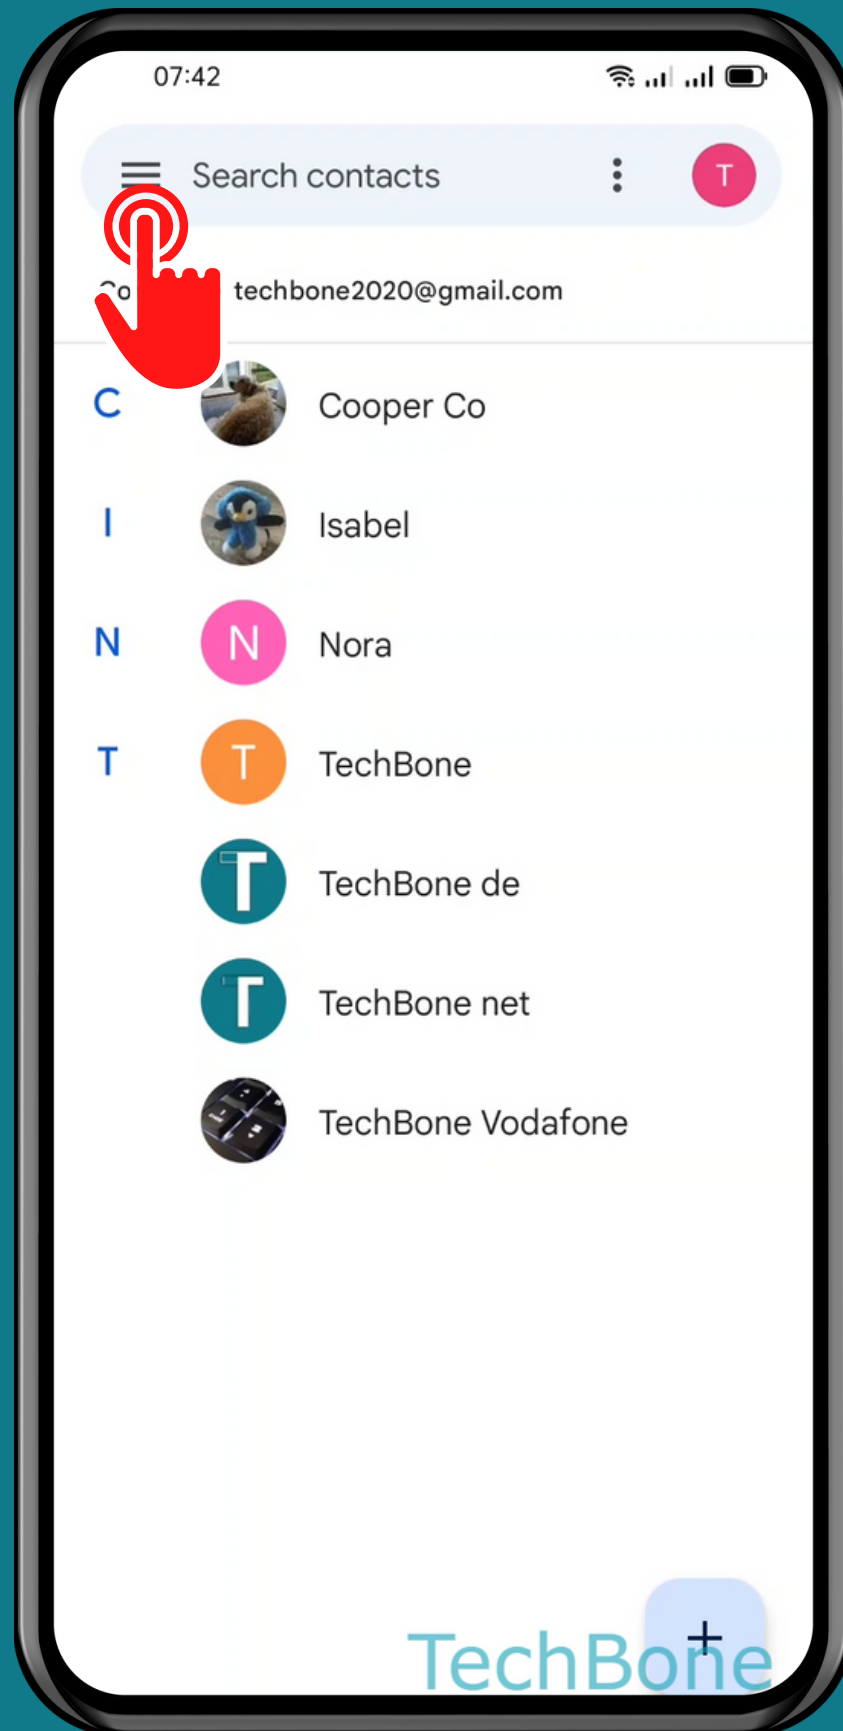 07:42
Search contacts
T
techbone2020@gmail.com
C
Cooper Co
I
Isabel
N
N
Nora
T
T
TechBone
T
TechBone de
T
TechBone net
TechBone Vodafone
+
TechBone